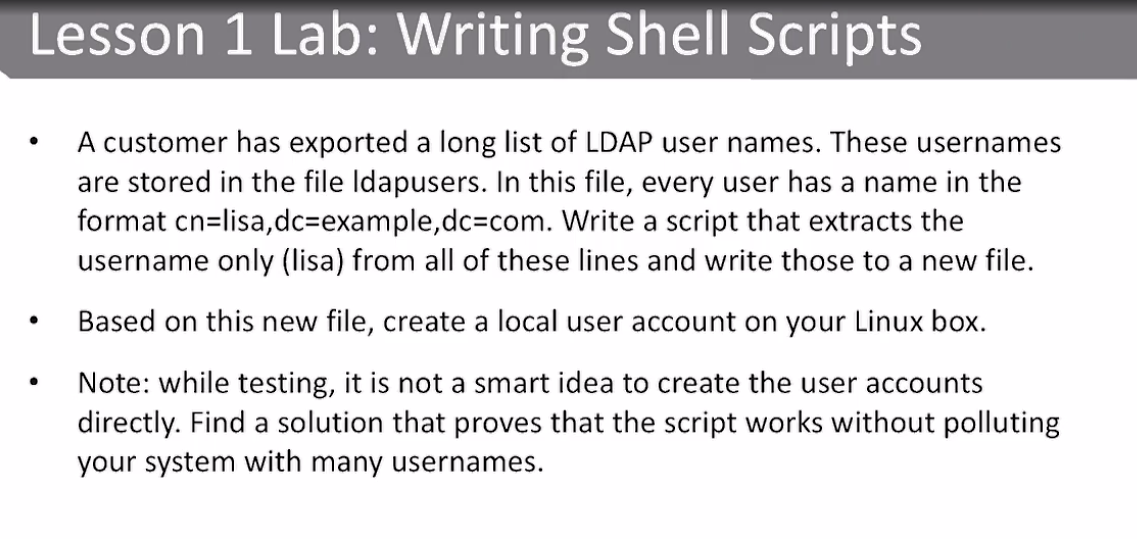 Lesson 1 Lab: Writing Shell Scripts
• A customer has exported a long list of LDAP user names. These usernames
are stored in the file ldapusers. In this file, every user has a name in the
format cn=lisa,dc=example,dc=com. Write a script that extracts the
username only (lisa) from all of these lines and write those to a new file.
• Based on this new file, create a local user account on your Linux box.
• Note: while testing, it is not a smart idea to create the user accounts
directly. Find a solution that proves that the script works without polluting
your system with many usernames.